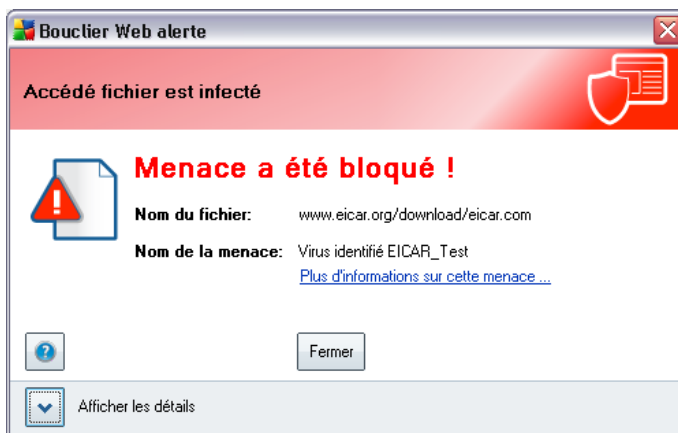 Bouclier Web alerte
Accédé fichier est infecté
Menace a été bloqué !
Nom du fichier: www.eicar.org/download/eicar.com
Nom de la menace: Virus identifié EICAR_Test
Plus d'informations sur cette menace ...
Fermer
Afficher les détails